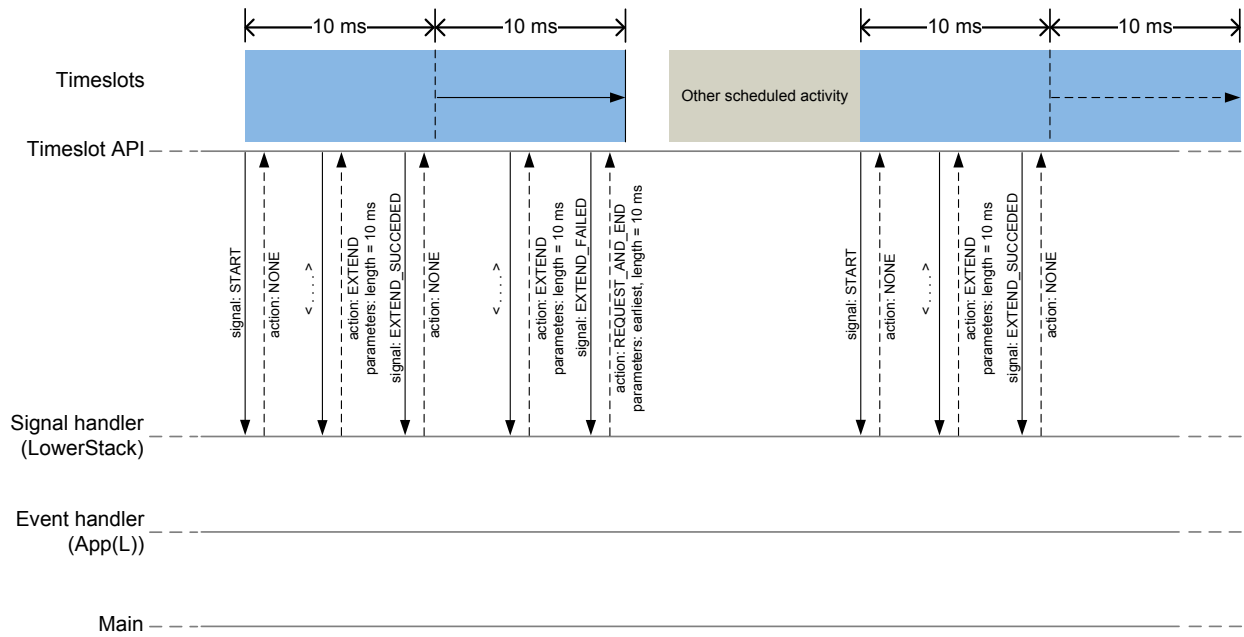 10 ms
10 ms
10 ms
10 ms
Timeslots
Other scheduled activity
Timeslot API
signal: START
action: NONE
< . . . . >
action: EXTEND
parameters: length = 10 ms
signal: EXTEND_SUCCEDED
action: NONE
< . . . . >
action: EXTEND
parameters: length = 10 ms
signal: EXTEND_FAILED
action: REQUEST_AND_END
parameters: earliest, length = 10 ms
signal: START
action: NONE
< . . . . >
action: EXTEND
parameters: length = 10 ms
signal: EXTEND_SUCCEDED
action: NONE
Signal handler
(LowerStack)
Event handler
(App(L))
Main